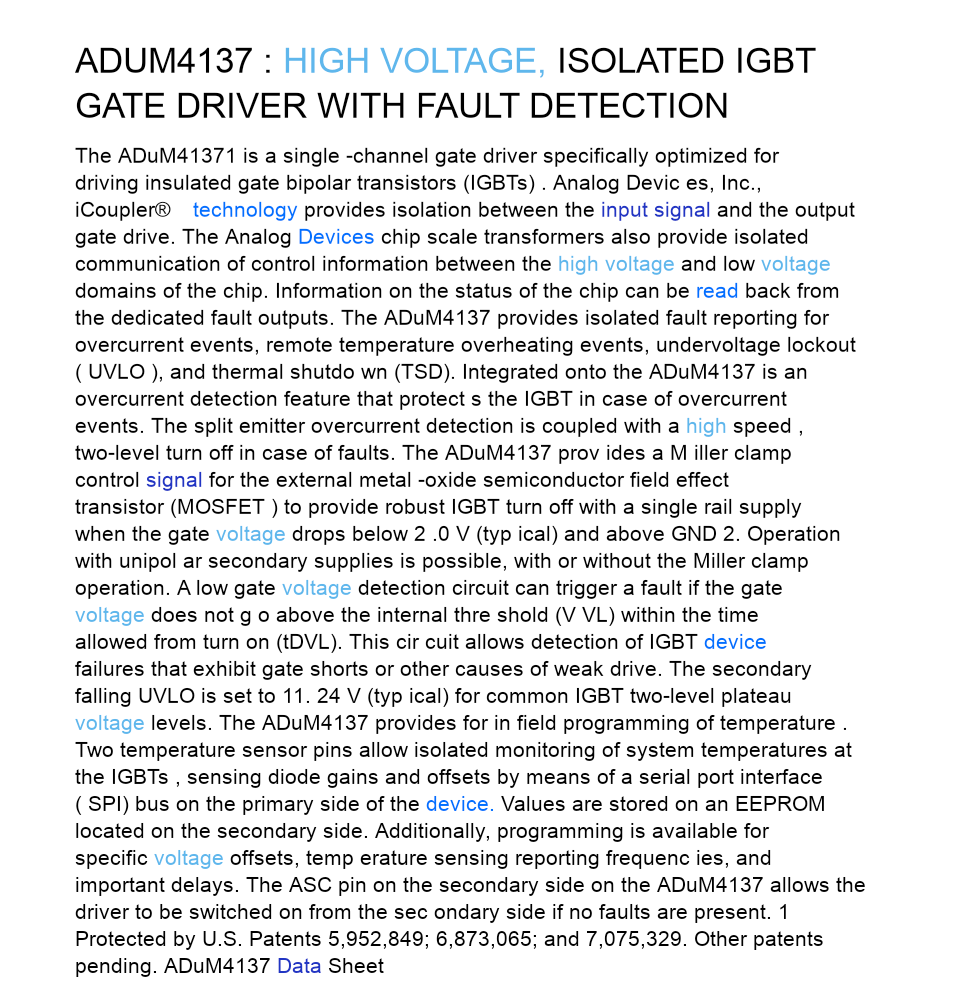 ADUM4137 : HIGH VOLTAGE, ISOLATED IGBT
GATE DRIVER WITH FAULT DETECTION
The ADuM41371 is a single -channel gate driver specifically optimized for
driving insulated gate bipolar transistors (IGBTs) . Analog Devic es, Inc.,
iCoupler® technology provides isolation between the input signal and the output
gate drive. The Analog Devices chip scale transformers also provide isolated
communication of control information between the high voltage and low voltage
domains of the chip. Information on the status of the chip can be read back from
the dedicated fault outputs. The ADuM4137 provides isolated fault reporting for
overcurrent events, remote temperature overheating events, undervoltage lockout
( UVLO ), and thermal shutdo wn (TSD). Integrated onto the ADuM4137 is an
overcurrent detection feature that protect s the IGBT in case of overcurrent
events. The split emitter overcurrent detection is coupled with a high speed ,
two-level turn off in case of faults. The ADuM4137 prov ides a M iller clamp
control signal for the external metal -oxide semiconductor field effect
transistor (MOSFET ) to provide robust IGBT turn off with a single rail supply
when the gate voltage drops below 2 .0 V (typ ical) and above GND 2. Operation
with unipol ar secondary supplies is possible, with or without the Miller clamp
operation. A low gate voltage detection circuit can trigger a fault if the gate
voltage does not g o above the internal thre shold (V VL) within the time
allowed from turn on (tDVL). This cir cuit allows detection of IGBT device
failures that exhibit gate shorts or other causes of weak drive. The secondary
falling UVLO is set to 11. 24 V (typ ical) for common IGBT two-level plateau
voltage levels. The ADuM4137 provides for in field programming of temperature .
Two temperature sensor pins allow isolated monitoring of system temperatures at
the IGBTs , sensing diode gains and offsets by means of a serial port interface
( SPI) bus on the primary side of the device. Values are stored on an EEPROM
located on the secondary side. Additionally, programming is available for
specific voltage offsets, temp erature sensing reporting frequenc ies, and
important delays. The ASC pin on the secondary side on the ADuM4137 allows the
driver to be switched on from the sec ondary side if no faults are present. 1
Protected by U.S. Patents 5,952,849; 6,873,065; and 7,075,329. Other patents
pending. ADuM4137 Data Sheet